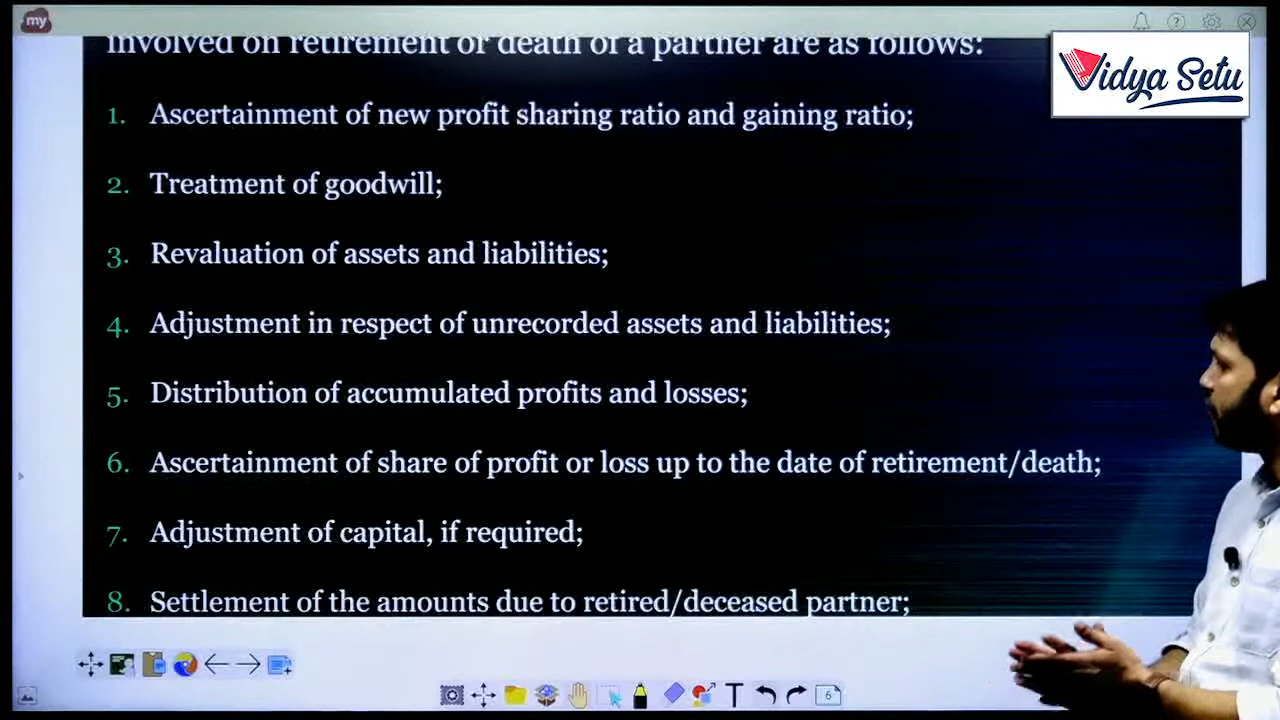 my
involved on retirement or death of a partner are as follows:
Vidya Setu
1. Ascertainment of new profit sharing ratio and gaining ratio;
2. Treatment of goodwill;
3. Revaluation of assets and liabilities;
4. Adjustment in respect of unrecorded assets and liabilities;
5. Distribution of accumulated profits and losses;
6. Ascertainment of share of profit or loss up to the date of retirement/death;
7. Adjustment of capital, if required;
8. Settlement of the amounts due to retired/deceased partner;
T
6